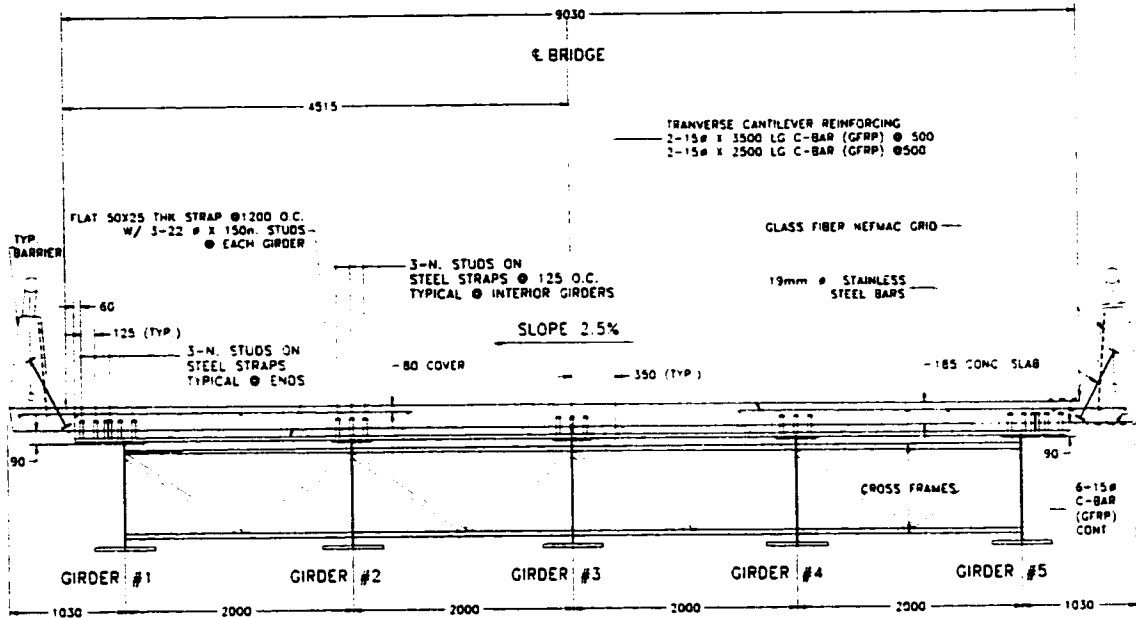 9030
℄ BRIDGE
4515
TRANVERSE CANTILEVER REINFORCING
2-15ø X 3500 LG C-BAR (GFRP) @ 500
2-15ø X 2500 LG C-BAR (GFRP) @500
FLAT 50X25 THK STRAP @1200 O.C.
W/ 3-22 ø X 150n. STUDS
@ EACH GIRDER
GLASS FIBER NEFMAC GRID
TYP.
BARRIER
3-N. STUDS ON
STEEL STRAPS @ 125 O.C.
TYPICAL @ INTERIOR GIRDERS
19mm ø STAINLESS
STEEL BARS
60
125 (TYP.)
SLOPE 2.5%
3-N. STUDS ON
STEEL STRAPS
TYPICAL @ ENDS
80 COVER
350 (TYP.)
185 CONC SLAB
90
90
CROSS FRAMES
6-15ø
C-BAR
(GFRP)
CONT
GIRDER #1
GIRDER #2
GIRDER #3
GIRDER #4
GIRDER #5
1030
2000
2000
2000
2000
1030